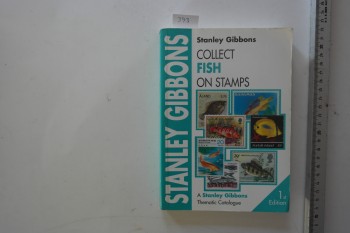 STANLEY GIBBONS
Stanley Gibbons
COLLECT
FISH
ON STAMPS
A Stanley Gibbons
Thematic Catalogue
1st
Edition